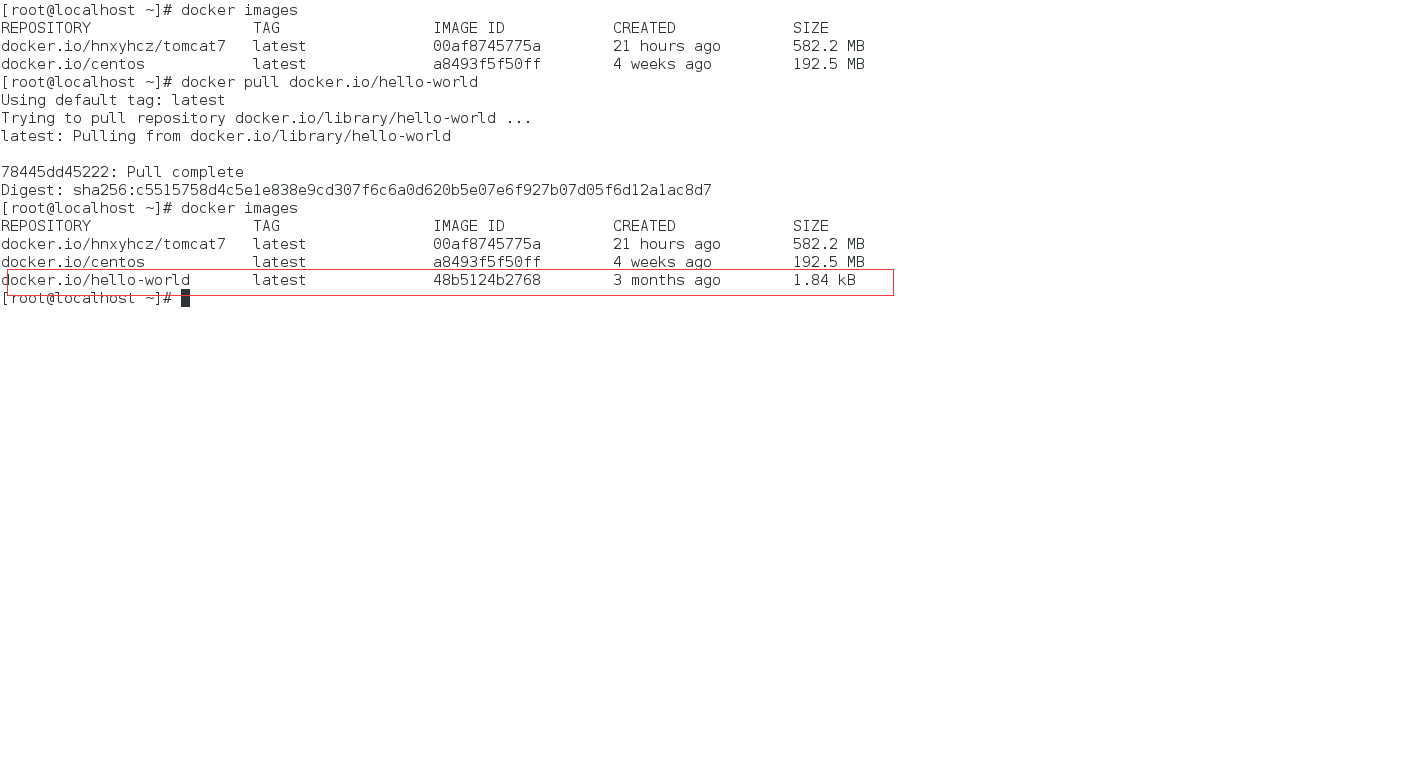 [root@localhost ~]# docker images
REPOSITORY                  TAG                 IMAGE ID            CREATED             SIZE
docker.io/hnxyhcz/tomcat7   latest              00af8745775a        21 hours ago        582.2 MB
docker.io/centos            latest              a8493f5f50ff        4 weeks ago         192.5 MB
[root@localhost ~]# docker pull docker.io/hello-world
Using default tag: latest
Trying to pull repository docker.io/library/hello-world ...
latest: Pulling from docker.io/library/hello-world
78445dd45222: Pull complete
Digest: sha256:c5515758d4c5e1e838e9cd307f6c6a0d620b5e07e6f927b07d05f6d12a1ac8d7
[root@localhost ~]# docker images
REPOSITORY                  TAG                 IMAGE ID            CREATED             SIZE
docker.io/hnxyhcz/tomcat7   latest              00af8745775a        21 hours ago        582.2 MB
docker.io/centos            latest              a8493f5f50ff        4 weeks ago         192.5 MB
docker.io/hello-world       latest              48b5124b2768        3 months ago        1.84 kB
[root@localhost ~]#